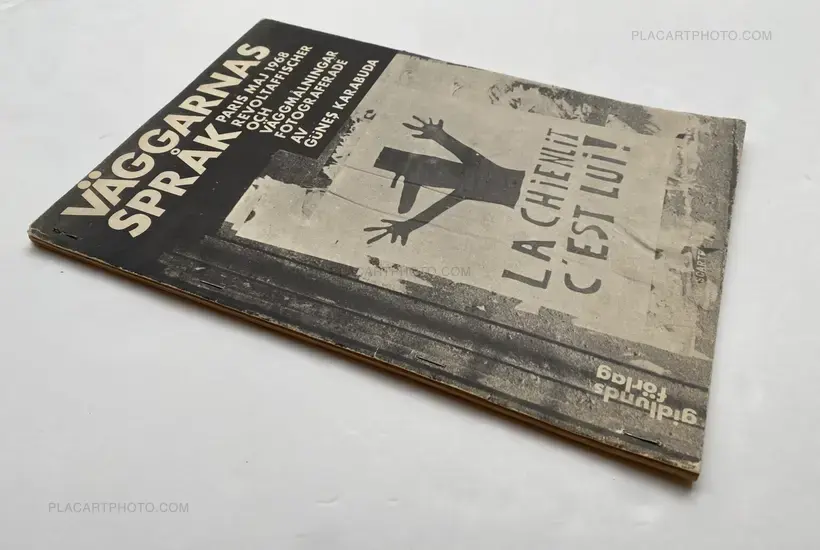 PLACARTPHOTO.COM
VÄGGARNAS
SPRÅK
PARIS MAJ 1968
REVOLTAFFISCHER
OCH
VÄGGMÅLNINGAR
FOTOGRAFERADE
AV
GÜNEŞ KARABUDA
LA CHIENLIT
C'EST LUI!
PLACARTPHOTO.COM
gidlunds
förlag
PLACARTPHOTO.COM